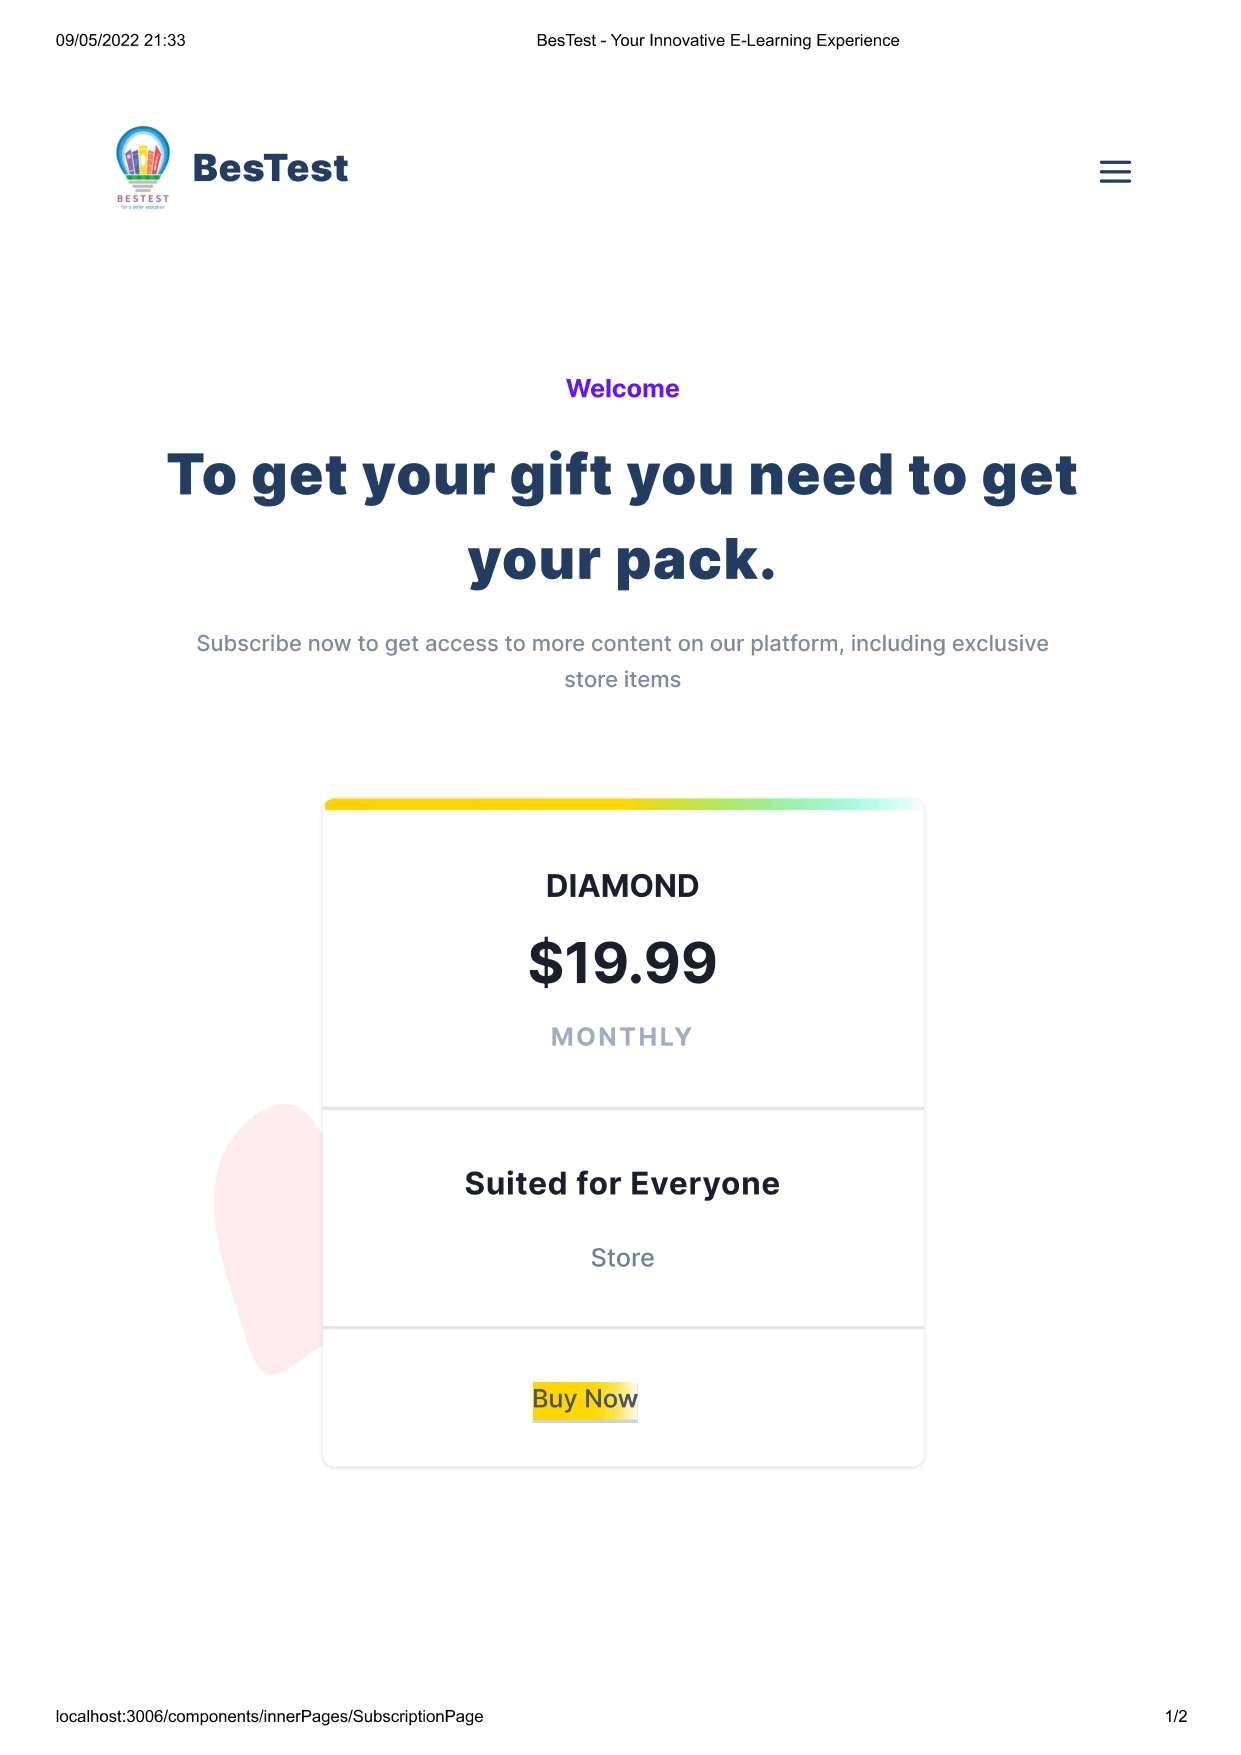 09/05/2022 21:33
BesTest - Your Innovative E-Learning Experience
BESTEST
for a better education
BesTest
Welcome
To get your gift you need to get
your pack.
Subscribe now to get access to more content on our platform, including exclusive
store items
DIAMOND
$19.99
MONTHLY
Suited for Everyone
Store
Buy Now
localhost:3006/components/innerPages/SubscriptionPage
1/2